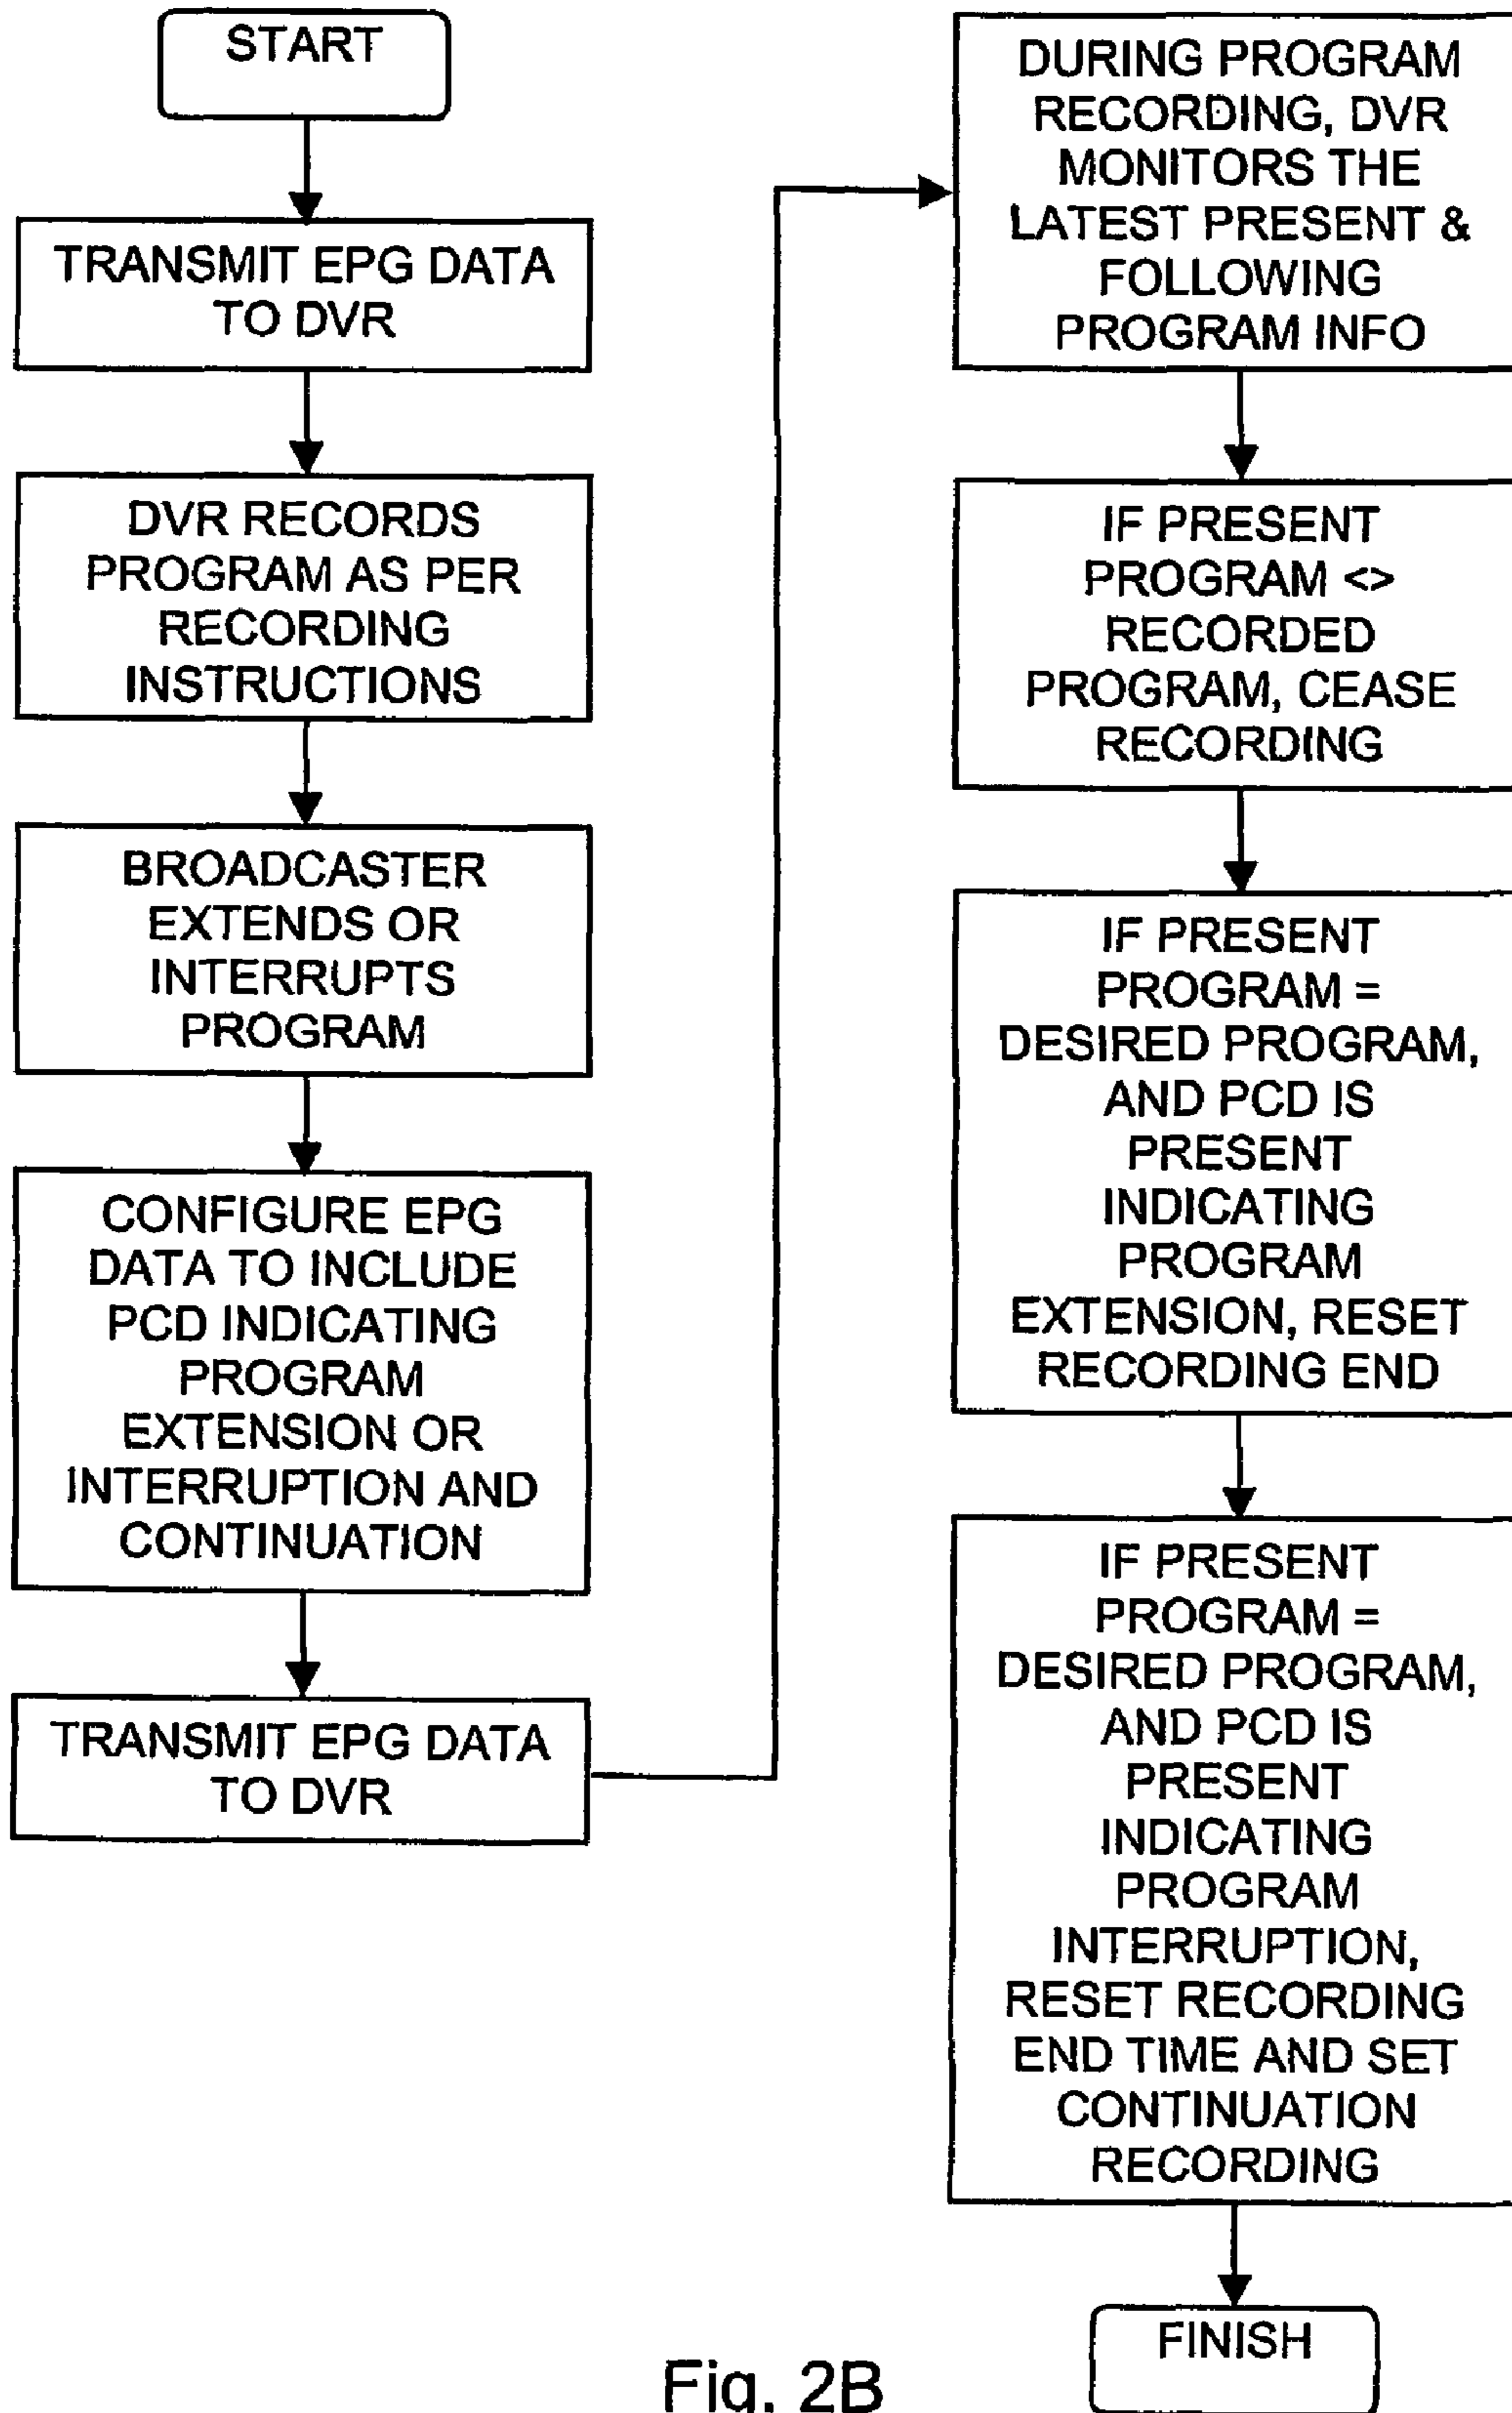 START
TRANSMIT EPG DATA
TO DVR
DVR RECORDS
PROGRAM AS PER
RECORDING
INSTRUCTIONS
BROADCASTER
EXTENDS OR
INTERRUPTS
PROGRAM
CONFIGURE EPG
DATA TO INCLUDE
PCD INDICATING
PROGRAM
EXTENSION OR
INTERRUPTION AND
CONTINUATION
TRANSMIT EPG DATA
TO DVR
DURING PROGRAM
RECORDING, DVR
MONITORS THE
LATEST PRESENT &
FOLLOWING
PROGRAM INFO
IF PRESENT
PROGRAM <>
RECORDED
PROGRAM, CEASE
RECORDING
IF PRESENT
PROGRAM =
DESIRED PROGRAM,
AND PCD IS
PRESENT
INDICATING
PROGRAM
EXTENSION, RESET
RECORDING END
IF PRESENT
PROGRAM =
DESIRED PROGRAM,
AND PCD IS
PRESENT
INDICATING
PROGRAM
INTERRUPTION,
RESET RECORDING
END TIME AND SET
CONTINUATION
RECORDING
FINISH
Fig. 2B